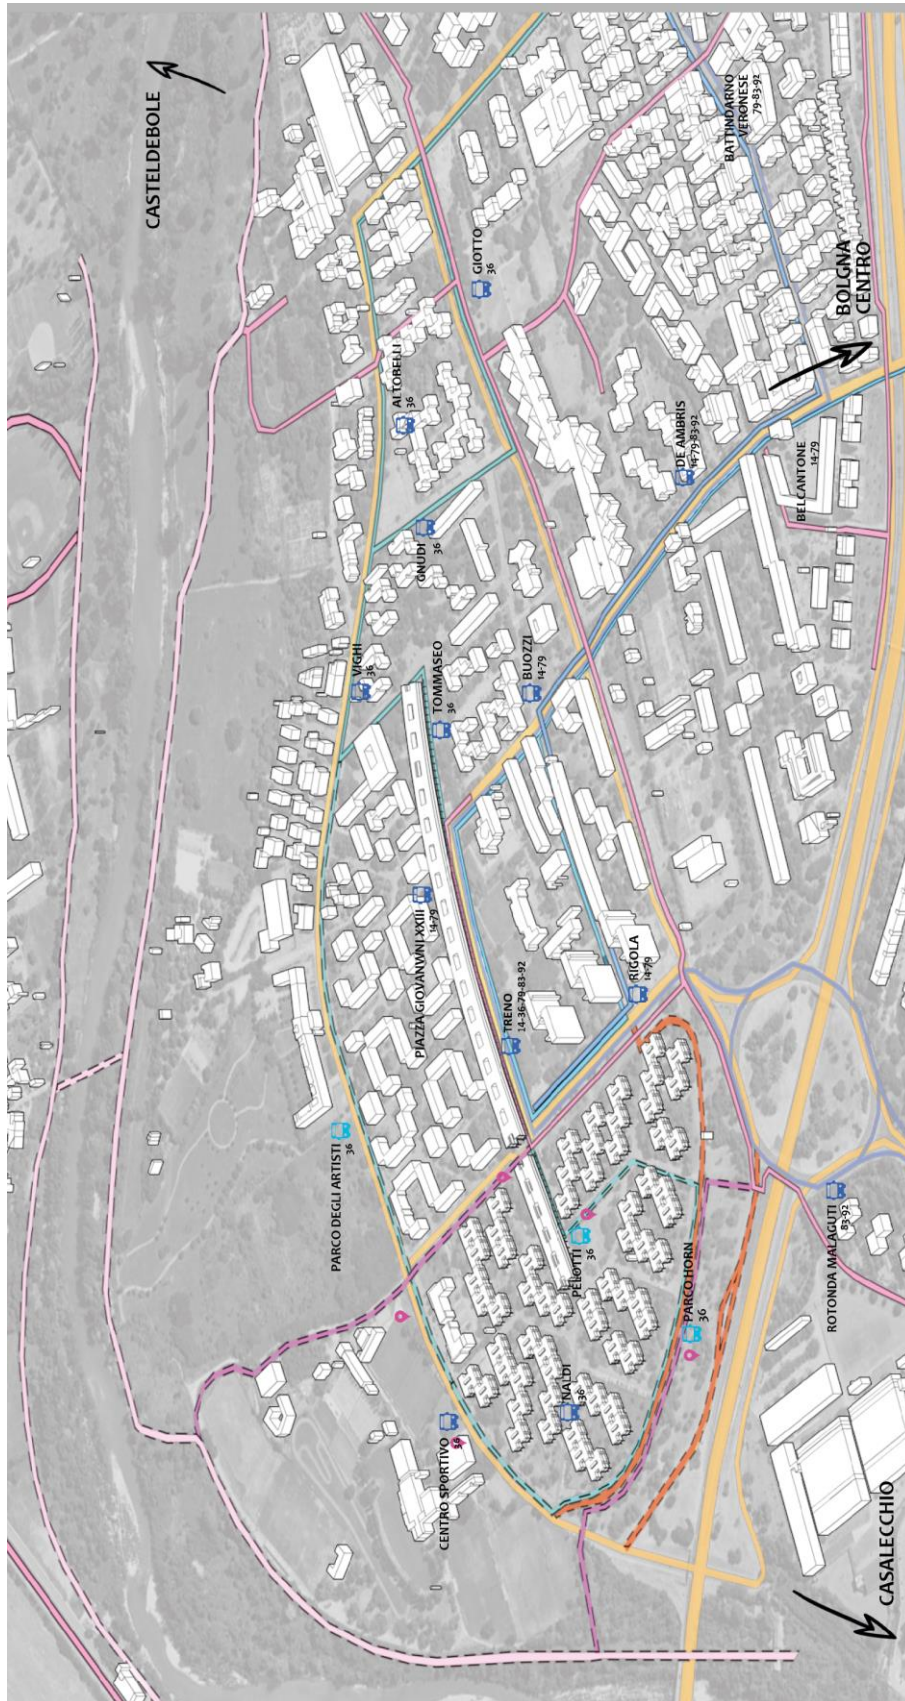 CASTELDEBOLE
PARCO DEGLI ARTISTI
36
VIGHI
36
ALTOBELLI
36
PIAZZA GIOVANWNI XXIII
14-79
GNUDI
36
CENTRO SPORTIVO
36
TOMMASEO
36
GIOTTO
36
TRENO
14-36-79-83-92
BUOZZI
14-79
NALDI
36
PELOTTI
36
RIGOLA
14-79
PARCO HORN
36
DE AMBRIS
14-79-83-92
BATTINDARNO
VERONESE
79-83-92
BELCANTONE
14-79
ROTONDA MALAGUTI
83-92
BOLGNA
CENTRO
CASALECCHIO